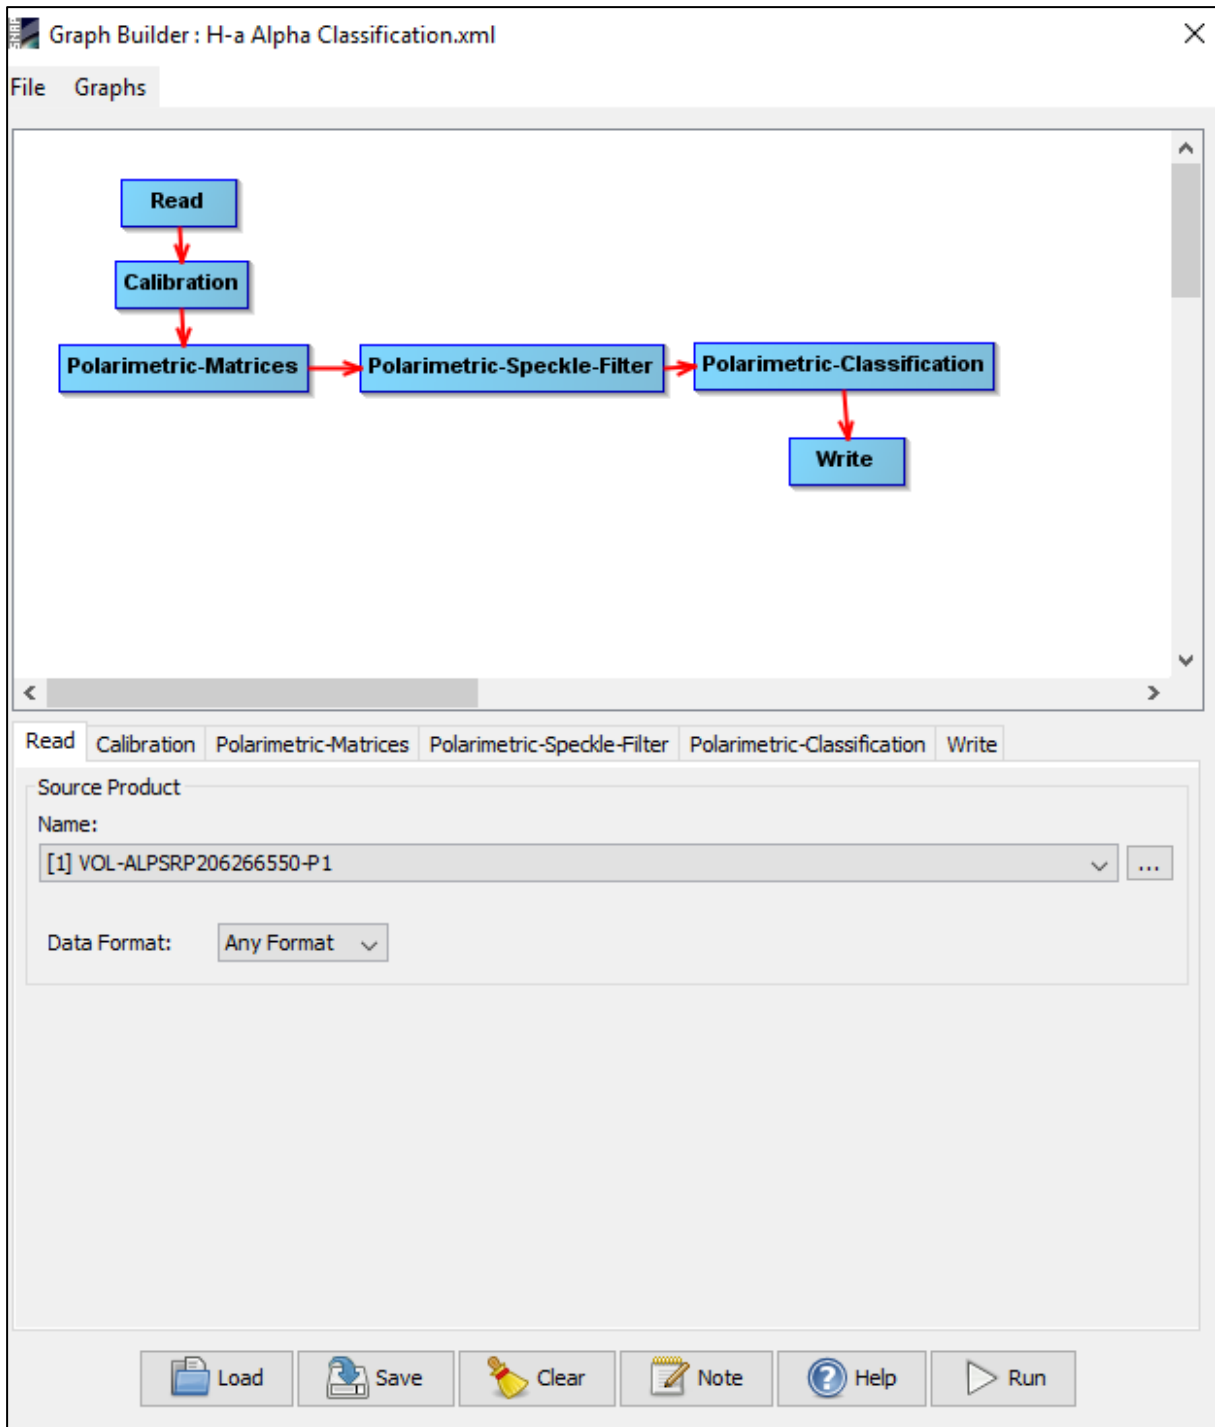 Graph Builder : H-a Alpha Classification.xml
File Graphs
Read
Calibration
Polarimetric-Matrices Polarimetric-Speckle-Filter Polarimetric-Classification
Write
Read Calibration Polarimetric-Matrices Polarimetric-Speckle-Filter Polarimetric-Classification Write
Source Product
Name:
[1] VOL-ALPSRP206266550-P1 ...
Data Format: Any Format
Load Save Clear Note Help Run